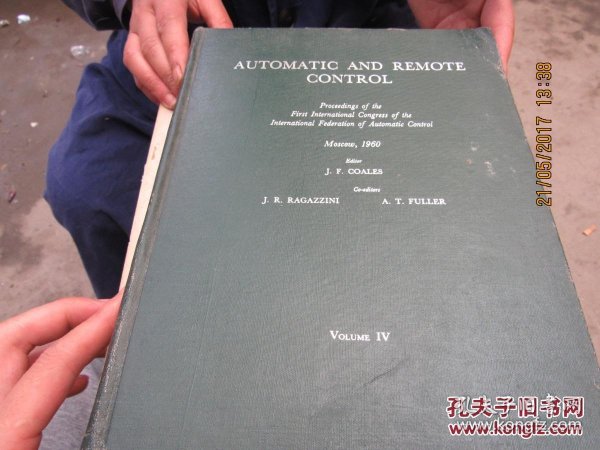 AUTOMATIC AND REMOTE
CONTROL
Proceedings of the
First International Congress of the
International Federation of Automatic Control
Moscow, 1960
Editor
J. F. COALES
Co-editors
J. R. RAGAZZINI A. T. FULLER
VOLUME IV
21/05/2017 13:38
孔夫子旧书网
www.kongfz.com